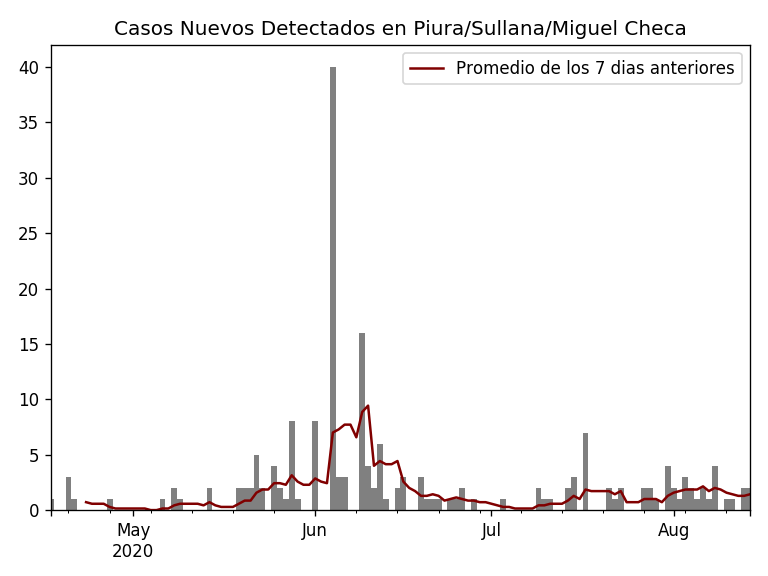 Casos Nuevos Detectados en Piura/Sullana/Miguel Checa
Promedio de los 7 dias anteriores
40
35
30
25
20
15
10
5
0
May
2020
Jun
Jul
Aug